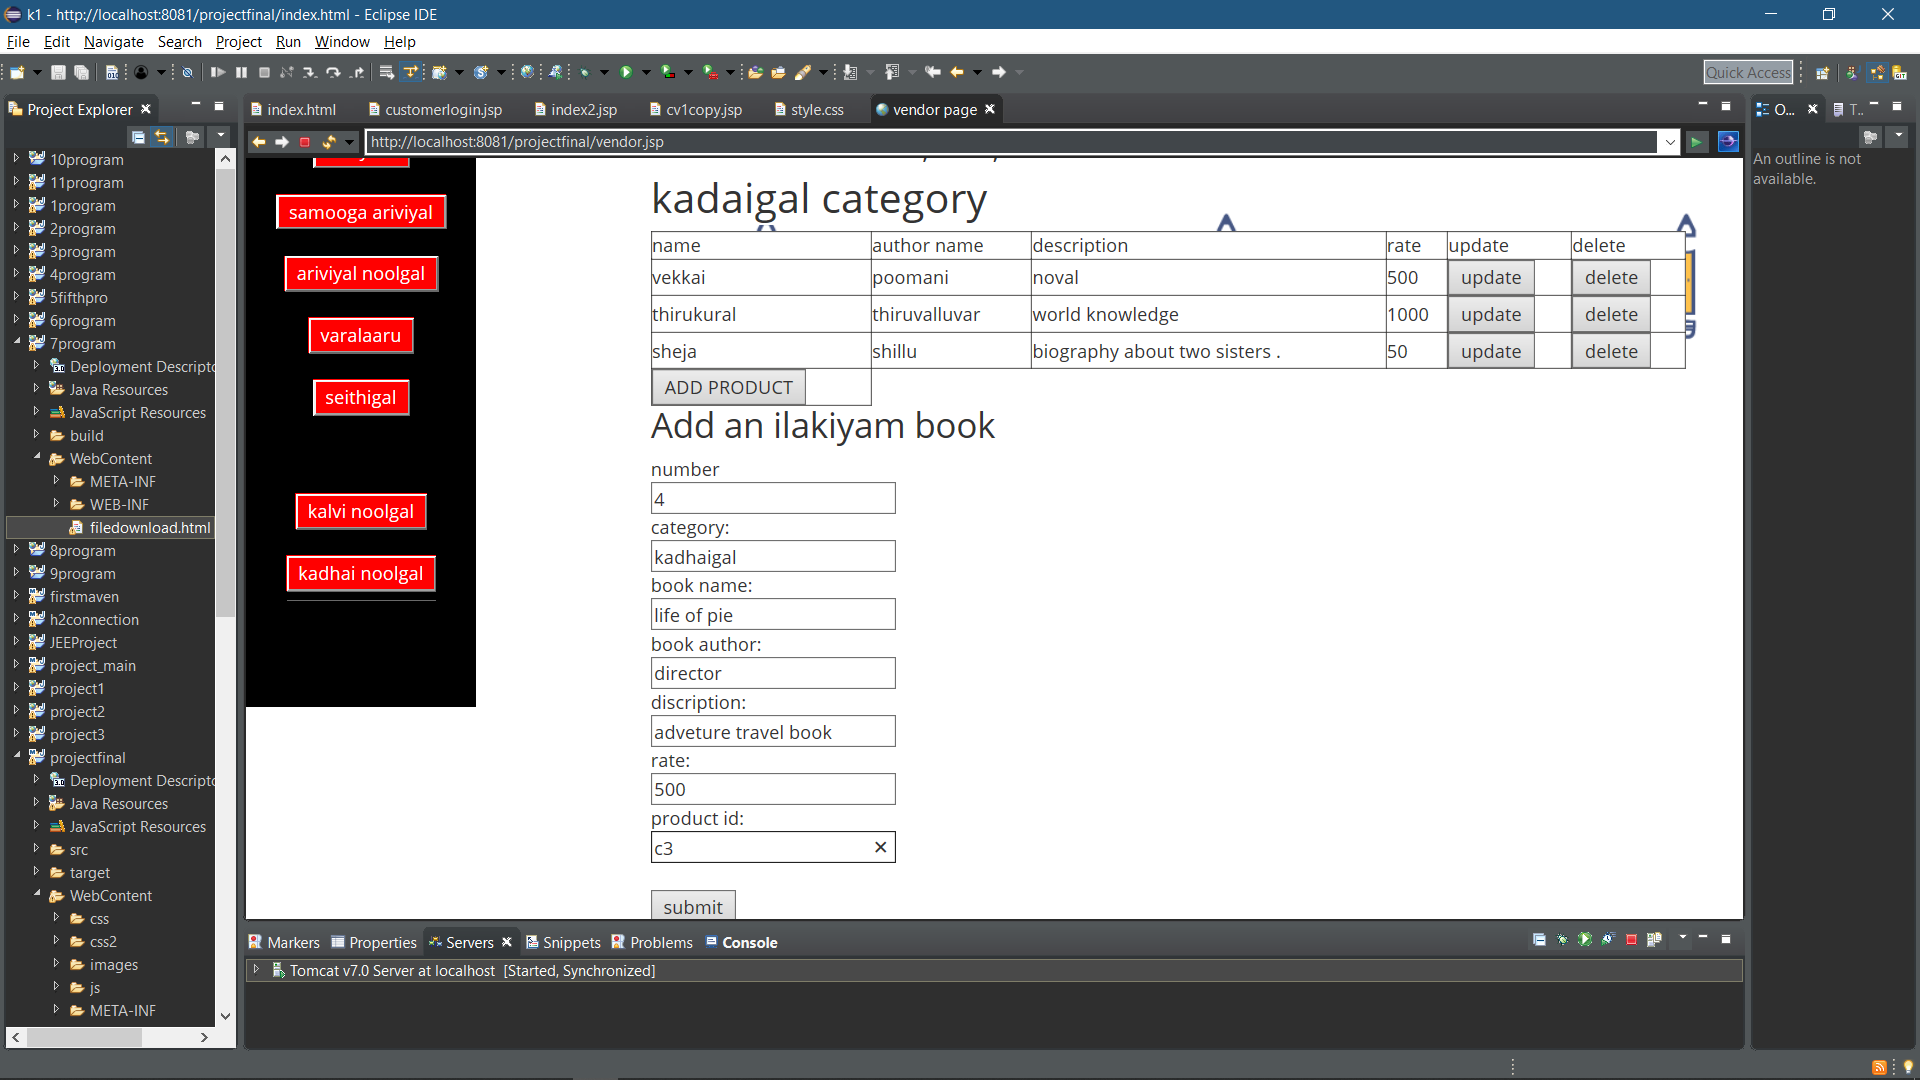 k1 - http://localhost:8081/projectfinal/index.html - Eclipse IDE
File Edit Navigate Search Project Run Window Help
Quick Access
Project Explorer
10program
11program
1program
2program
3program
4program
5fifthpro
6program
7program
Deployment Descripto
Java Resources
JavaScript Resources
build
WebContent
META-INF
WEB-INF
filedownload.html
8program
9program
firstmaven
h2connection
JEEProject
project_main
project1
project2
project3
projectfinal
Deployment Descripto
Java Resources
JavaScript Resources
src
target
WebContent
css
css2
images
js
META-INF
index.html customerlogin.jsp index2.jsp cv1copy.jsp style.css vendor page
http://localhost:8081/projectfinal/vendor.jsp
samooga ariviyal
ariviyal noolgal
varalaaru
seithigal
kalvi noolgal
kadhai noolgal
kadaigal category
name author name description rate update delete
vekkai poomani noval 500 update delete
thirukural thiruvalluvar world knowledge 1000 update delete
sheja shillu biography about two sisters . 50 update delete
ADD PRODUCT
Add an ilakiyam book
number
4
category:
kadhaigal
book name:
life of pie
book author:
director
discription:
adveture travel book
rate:
500
product id:
c3
submit
Markers Properties Servers Snippets Problems Console
Tomcat v7.0 Server at localhost [Started, Synchronized]
O... T..
An outline is not
available.